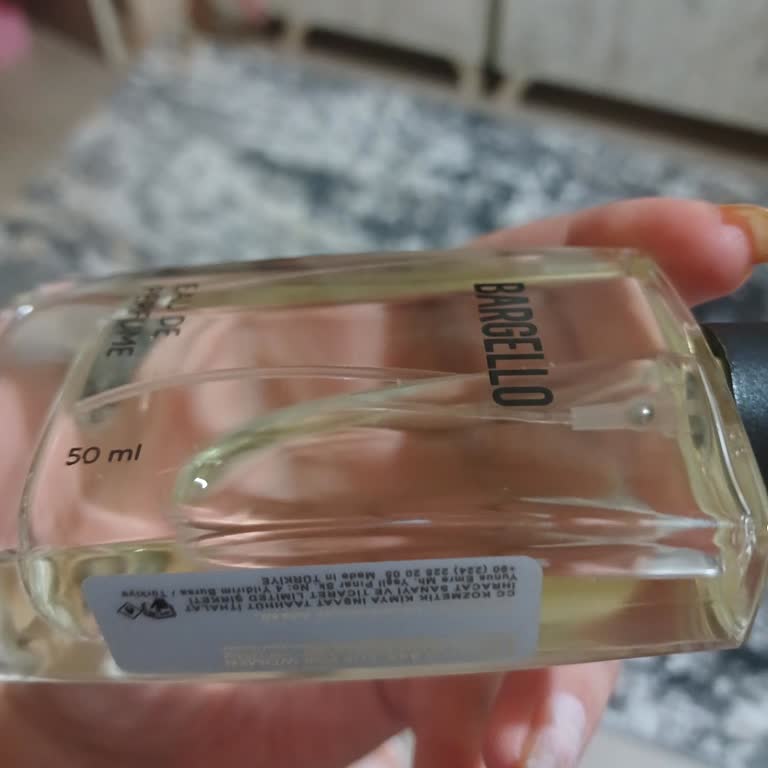 BARGELLO
EAU DE
PARFUME
50 ml
CC KOZMETİK KİMYA İNŞAAT TAAHHÜT İTHALAT
İHRACAT SANAYİ VE TİCARET LİMİTED ŞİRKETİ
Yunus Emre Mh. Yeşil Pınar Sk. No: 4 Yıldırım Bursa / Türkiye
+90 (224) 225 20 05 Made in TÜRKİYE
WOMAN